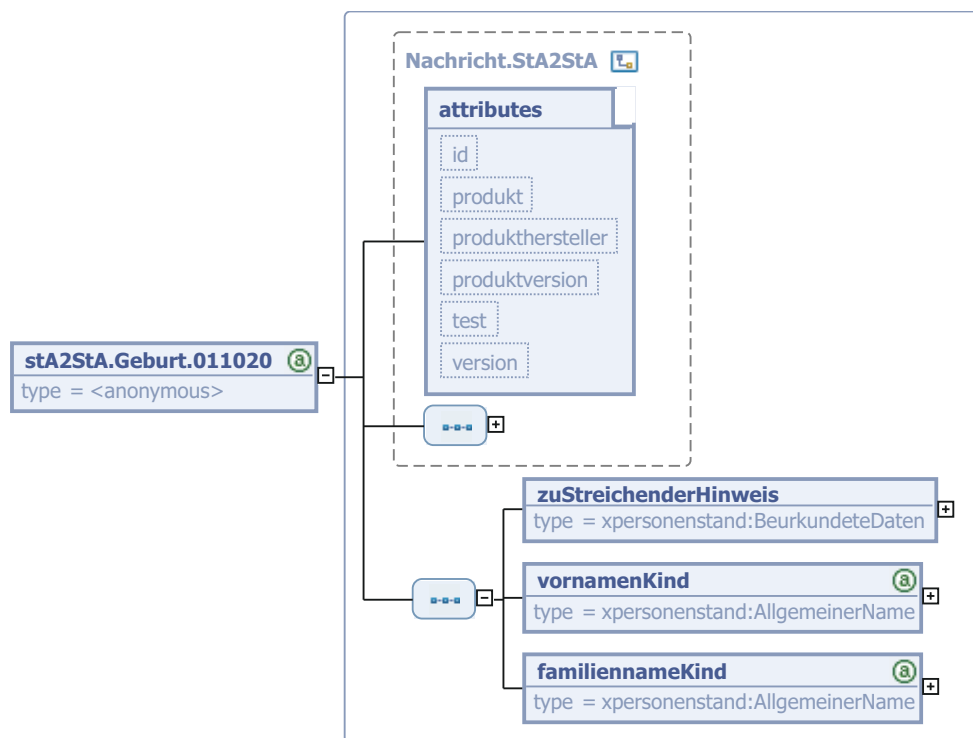 Nachricht.StA2StA
attributes
id
produkt
produkthersteller
produktversion
test
version
stA2StA.Geburt.011020 a
type = <anonymous>
zuStreichenderHinweis
type = xpersonenstand:BeurkundeteDaten
vornamenKind a
type = xpersonenstand:AllgemeinerName
familiennameKind a
type = xpersonenstand:AllgemeinerName